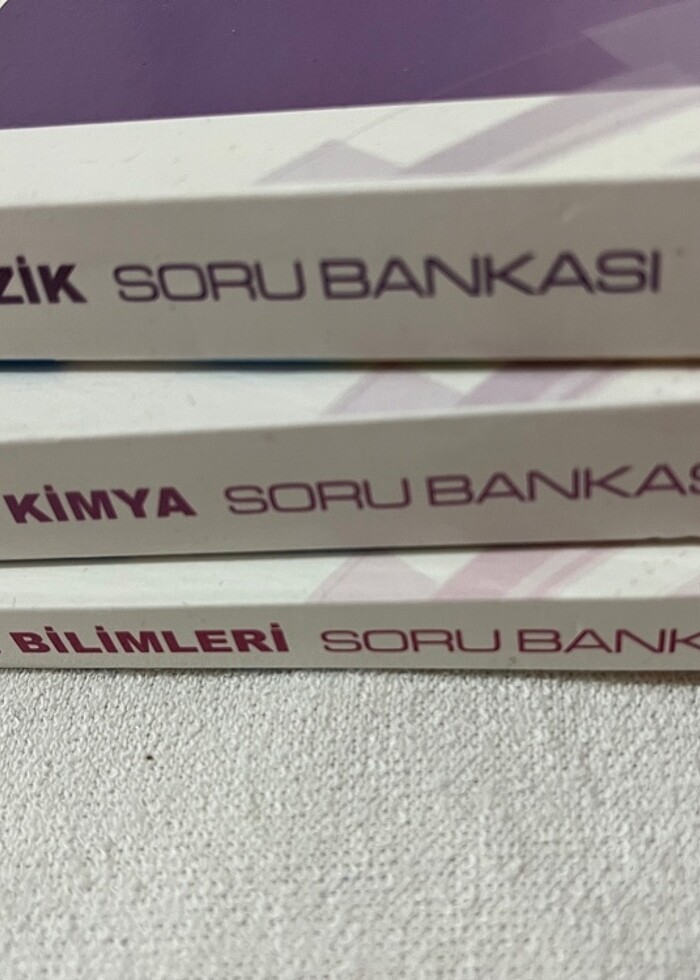 ZİK SORU BANKASI
KİMYA SORU BANKAS
BİLİMLERİ SORU BANK